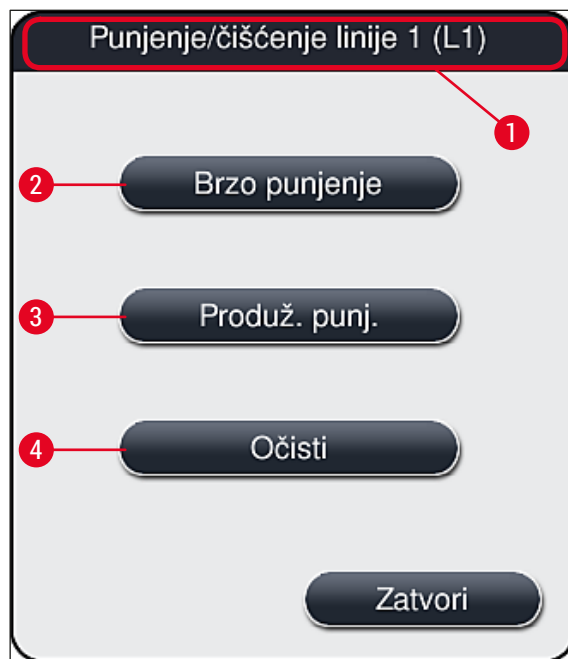 Punjenje/čišćenje linije 1 (L1)
1
2 Brzo punjenje
3 Produž. punj.
4 Očisti
Zatvori